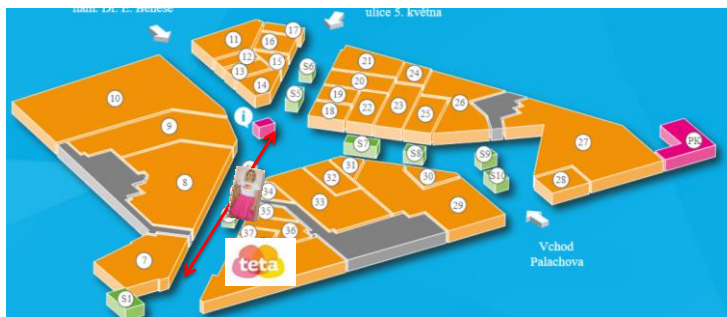 nám. Dr. E. Beneše
ulice 5. května
17
11
16
12
15
13
14
S6
S5
21
24
20
19
23
26
22
25
18
10
9
i
27
PK
S7
S8
S9
S10
28
8
31
30
32
34
33
29
35
36
37
7
teta
S1
Vchod
Palachova